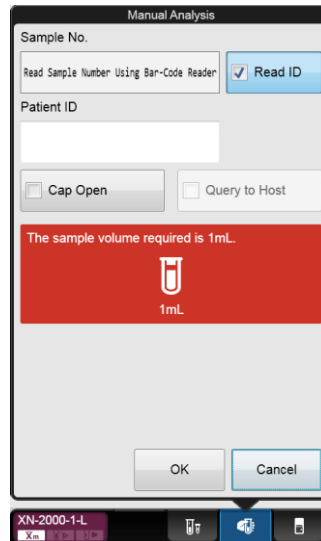 Manual Analysis
Sample No.
Read Sample Number Using Bar-Code Reader
Read ID
Patient ID
Cap Open
Query to Host
The sample volume required is 1mL.
1mL
OK
Cancel
XN-2000-1-L
Xm